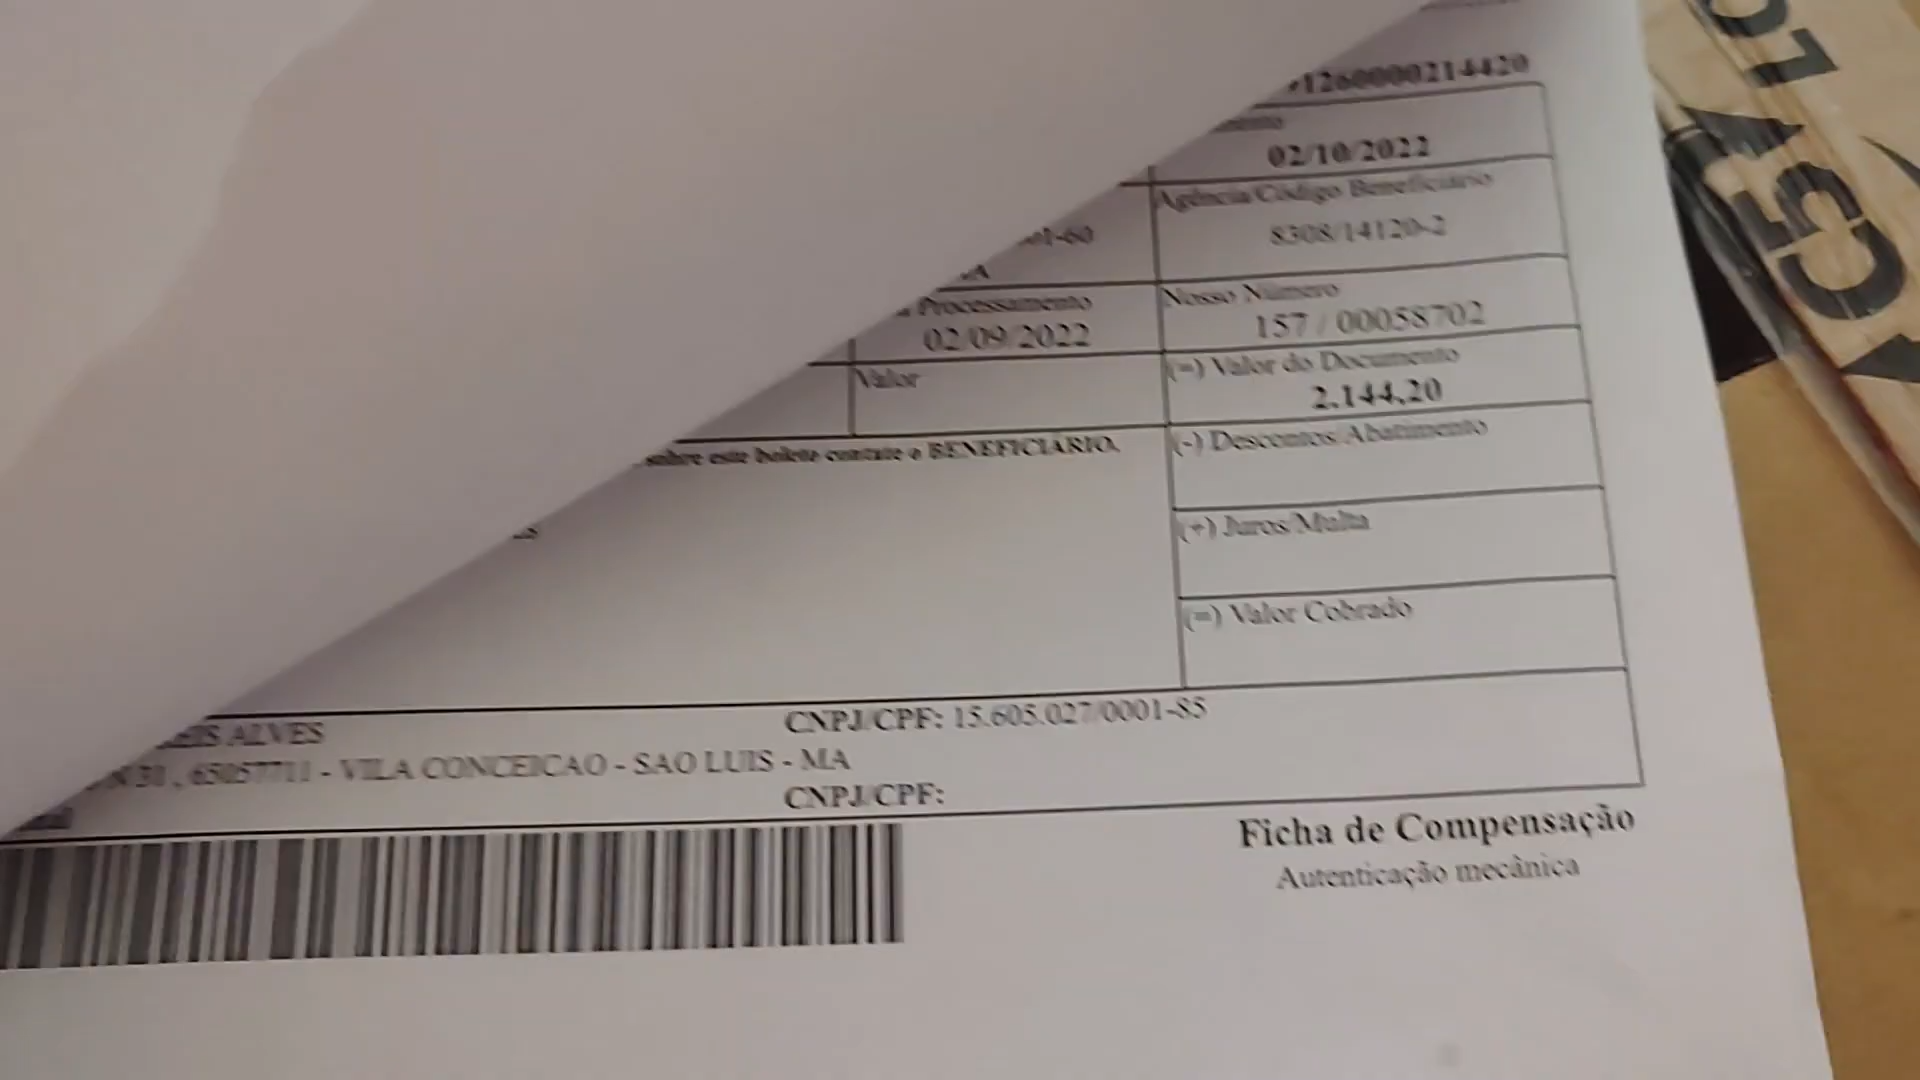 1260000214420
02/10/2022
Agência/Código Beneficiário
01-60
8308/14120-2
Processamento
Nosso Número
02/09/2022
157 / 00058702
Valor
(=) Valor do Documento
2.144,20
sobre este boleto contate o BENEFICIÁRIO.
(-) Descontos/Abatimento
(+) Juros/Multa
(=) Valor Cobrado
ALVES
CNPJ/CPF: 15.605.027/0001-85
31 , 65057711 - VILA CONCEICAO - SAO LUIS - MA
CNPJ/CPF:
Ficha de Compensação
Autenticação mecânica